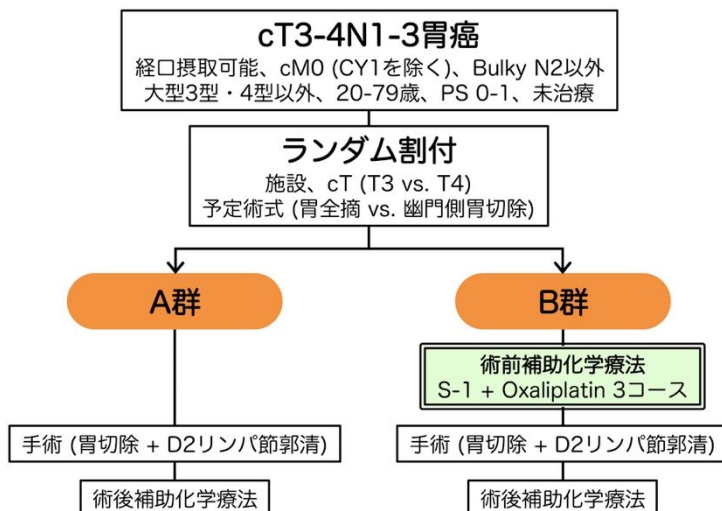 cT3-4N1-3胃癌
経口摂取可能、cM0 (CY1を除く)、Bulky N2以外
大型3型・4型以外、20-79歳、PS 0-1、未治療
ランダム割付
施設、cT (T3 vs. T4)
予定術式 (胃全摘 vs. 幽門側胃切除)
A群
B群
術前補助化学療法
S-1 + Oxaliplatin 3コース
手術 (胃切除 + D2リンパ節郭清)
手術 (胃切除 + D2リンパ節郭清)
術後補助化学療法
術後補助化学療法